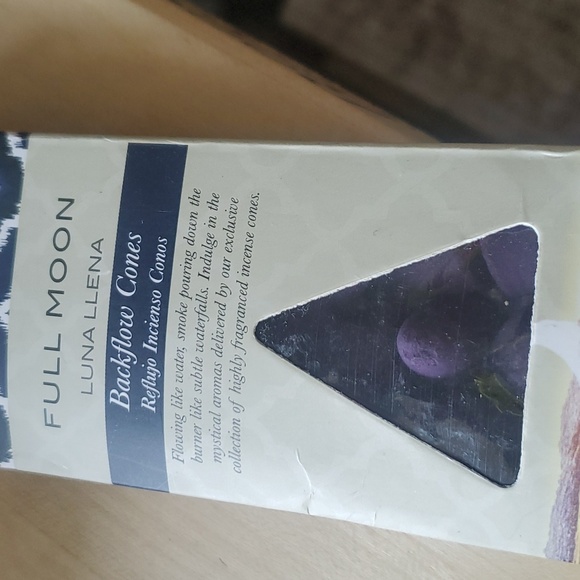 FULL MOON
LUNA LLENA
Backflow Cones
Reflujo Incienso Conos
Flowing like water, smoke pouring down the
burner like subtle waterfalls. Indulge in the
mystical aromas delivered by our exclusive
collection of highly fragranced incense cones.